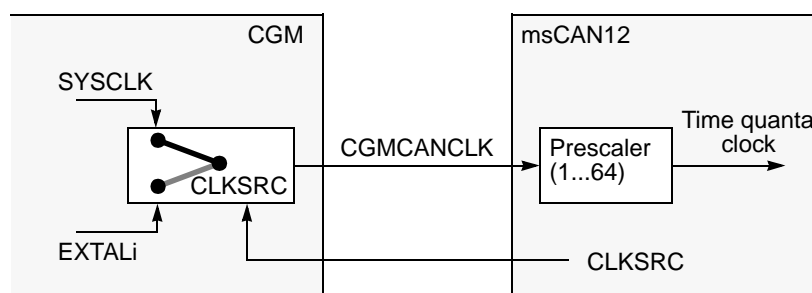 CGM
msCAN12
SYSCLK
CLKSRC
EXTALi
CGMCANCLK
Prescaler
(1...64)
Time quanta
clock
CLKSRC